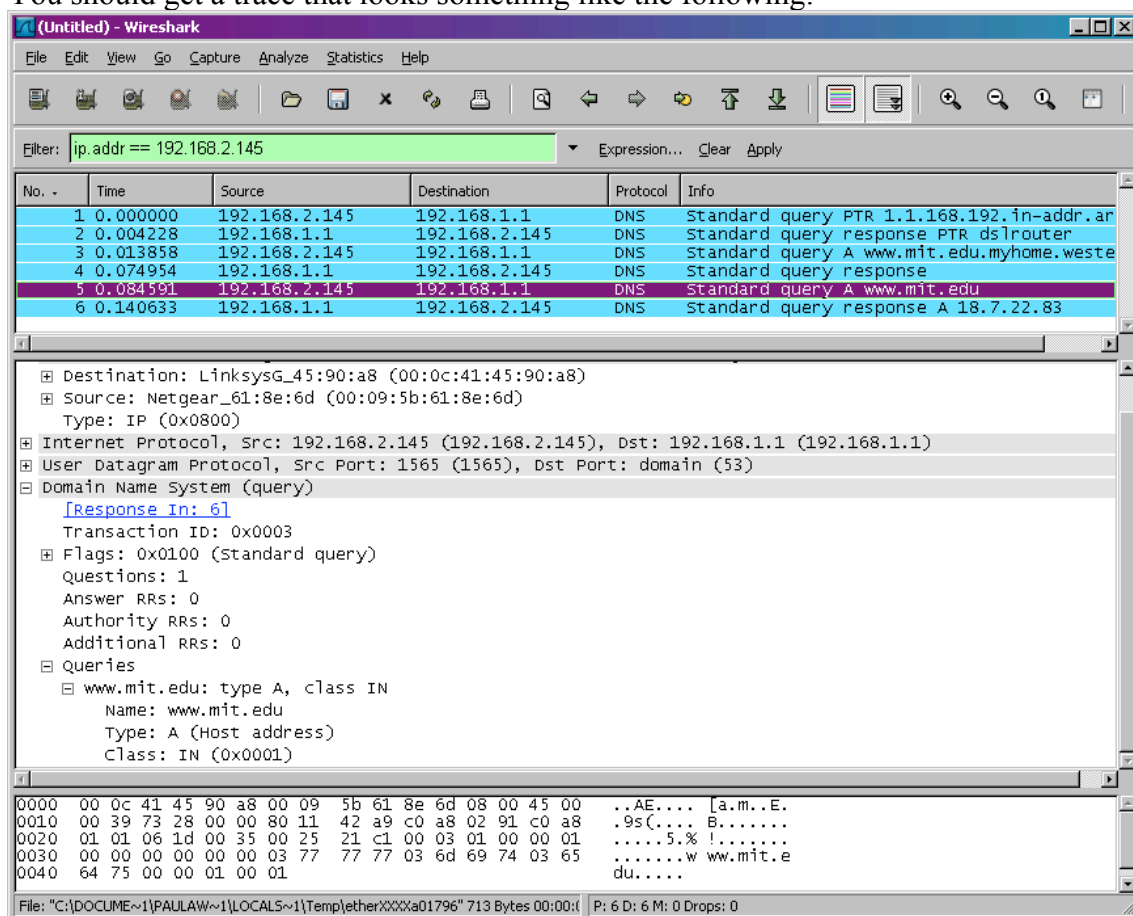 You should get a trace that looks something like the following:
(Untitled) - Wireshark
File Edit View Go Capture Analyze Statistics Help
Filter: ip.addr == 192.168.2.145 Expression... Clear Apply
No. - Time Source Destination Protocol Info
1 0.000000 192.168.2.145 192.168.1.1 DNS Standard query PTR 1.1.168.192.in-addr.ar
2 0.004228 192.168.1.1 192.168.2.145 DNS Standard query response PTR dslrouter
3 0.013858 192.168.2.145 192.168.1.1 DNS Standard query A www.mit.edu.myhome.weste
4 0.074954 192.168.1.1 192.168.2.145 DNS Standard query response
5 0.084591 192.168.2.145 192.168.1.1 DNS Standard query A www.mit.edu
6 0.140633 192.168.1.1 192.168.2.145 DNS Standard query response A 18.7.22.83
Destination: LinksysG_45:90:a8 (00:0c:41:45:90:a8)
Source: Netgear_61:8e:6d (00:09:5b:61:8e:6d)
Type: IP (0x0800)
Internet Protocol, Src: 192.168.2.145 (192.168.2.145), Dst: 192.168.1.1 (192.168.1.1)
User Datagram Protocol, Src Port: 1565 (1565), Dst Port: domain (53)
Domain Name System (query)
[Response In: 6]
Transaction ID: 0x0003
Flags: 0x0100 (Standard query)
Questions: 1
Answer RRs: 0
Authority RRs: 0
Additional RRs: 0
Queries
www.mit.edu: type A, class IN
Name: www.mit.edu
Type: A (Host address)
Class: IN (0x0001)
0000 00 0c 41 45 90 a8 00 09 5b 61 8e 6d 08 00 45 00 ..AE.... [a.m..E.
0010 00 39 73 28 00 00 80 11 42 a9 c0 a8 02 91 c0 a8 .9s(.... B.......
0020 01 01 06 1d 00 35 00 25 21 c1 00 03 01 00 00 01 .....5.% !.......
0030 00 00 00 00 00 00 03 77 77 77 03 6d 69 74 03 65 .......w ww.mit.e
0040 64 75 00 00 01 00 01 du.....
File: "C:\DOCUME~1\PAULAW~1\LOCALS~1\Temp\etherXXXXa01796" 713 Bytes 00:00:( P: 6 D: 6 M: 0 Drops: 0